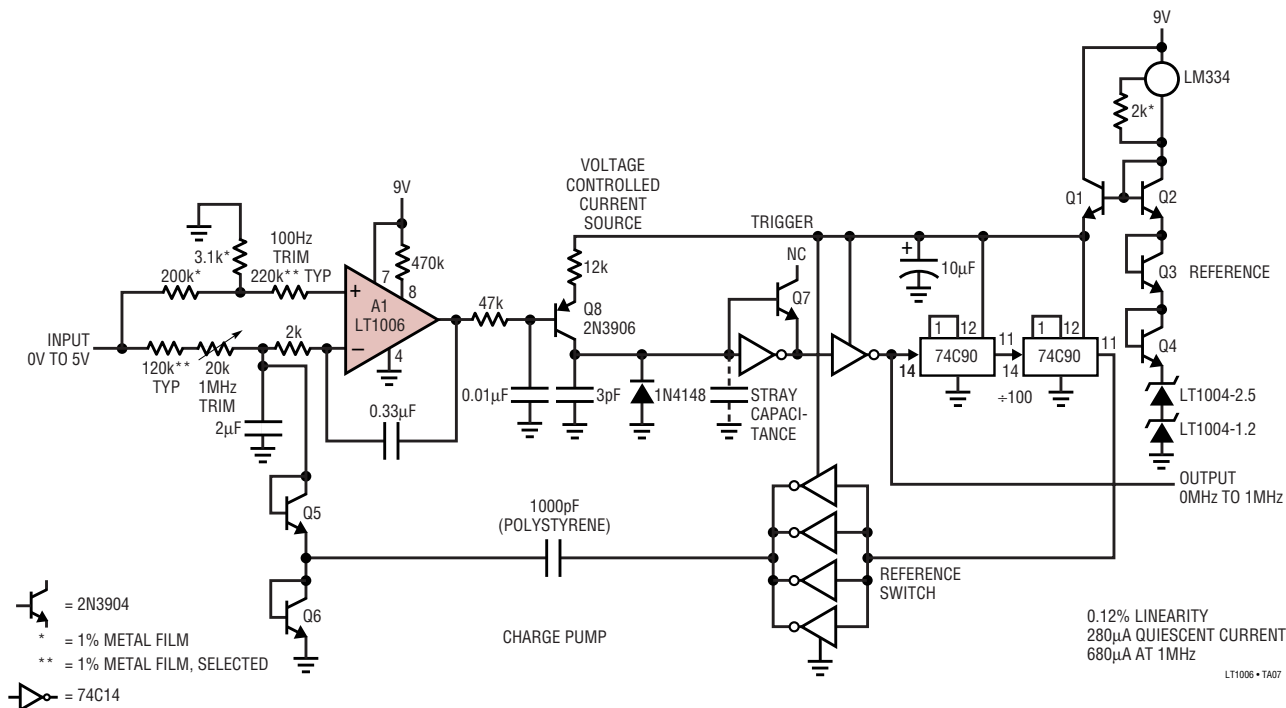 9V
LM334
2k*
Q1
Q2
VOLTAGE
CONTROLLED
CURRENT
SOURCE
9V
TRIGGER
100Hz
TRIM
220k** TYP
3.1k*
200k*
470k
12k
NC
+
10µF
Q3
REFERENCE
7
8
+
A1
LT1006
–
4
47k
Q8
2N3906
Q7
1
12
74C90
11
14
1
12
74C90
11
14
÷100
Q4
INPUT
0V TO 5V
2k
120k**
TYP
20k
1MHz
TRIM
0.01µF
3pF
1N4148
STRAY
CAPACI-
TANCE
LT1004-2.5
LT1004-1.2
2µF
0.33µF
OUTPUT
0MHz TO 1MHz
Q5
1000pF
(POLYSTYRENE)
REFERENCE
SWITCH
Q6
CHARGE PUMP
= 2N3904
* = 1% METAL FILM
** = 1% METAL FILM, SELECTED
= 74C14
0.12% LINEARITY
280µA QUIESCENT CURRENT
680µA AT 1MHz
LT1006 • TA07